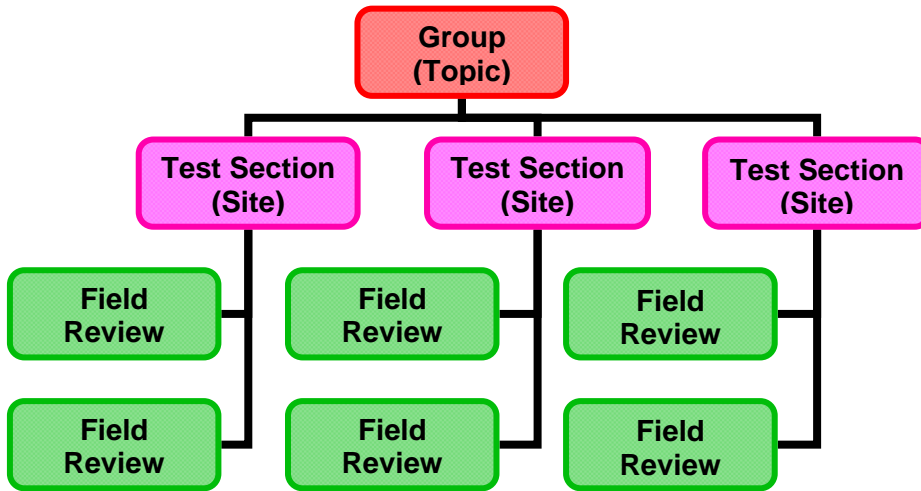 Group
(Topic)
Test Section
(Site)
Test Section
(Site)
Test Section
(Site)
Field
Review
Field
Review
Field
Review
Field
Review
Field
Review
Field
Review